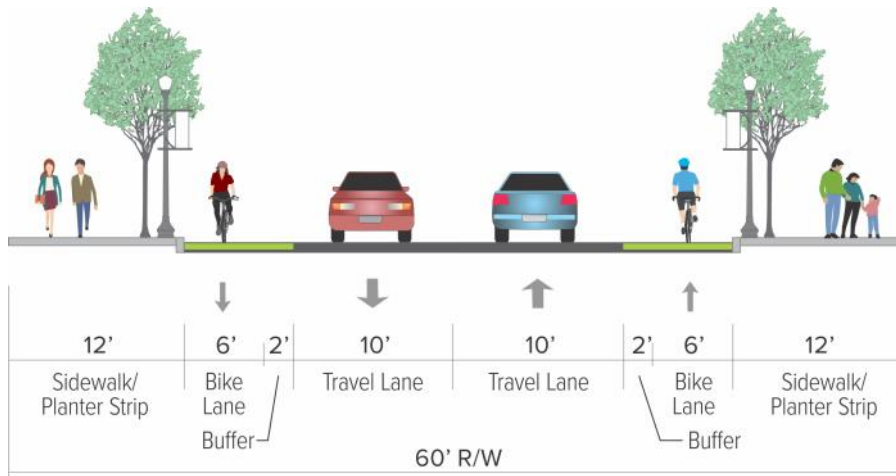 12’ 6’ 2’ 10’ 10’ 2’ 6’ 12’
Sidewalk/ Bike Travel Lane Travel Lane Bike Sidewalk/
Planter Strip Lane Lane Planter Strip
Buffer Buffer
60’ R/W